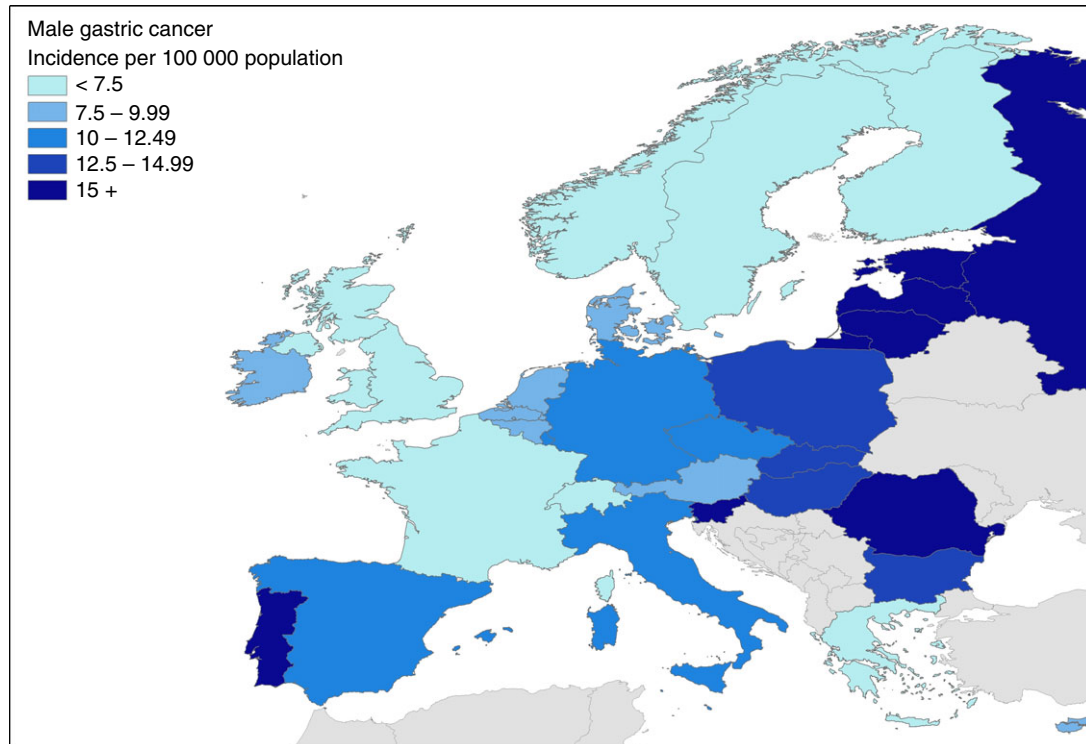 Male gastric cancer
Incidence per 100 000 population
< 7.5
7.5 – 9.99
10 – 12.49
12.5 – 14.99
15 +